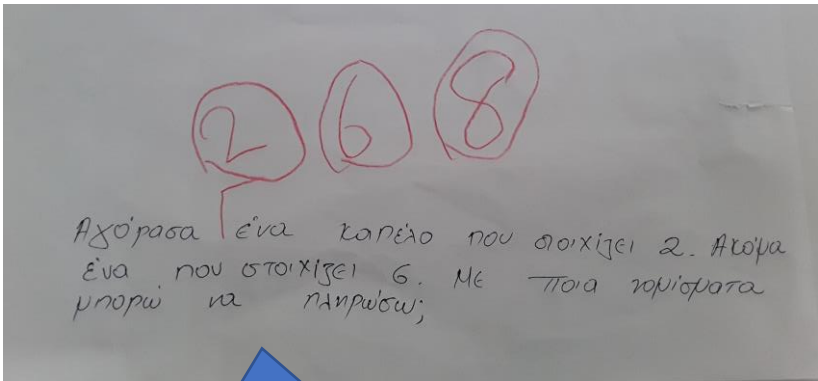 2 6 8
Αγόρασα ένα καπέλο που στοιχίζει 2. Ακόμα
ένα που στοιχίζει 6. Με ποια νομίσματα
μπορώ να πληρώσω;